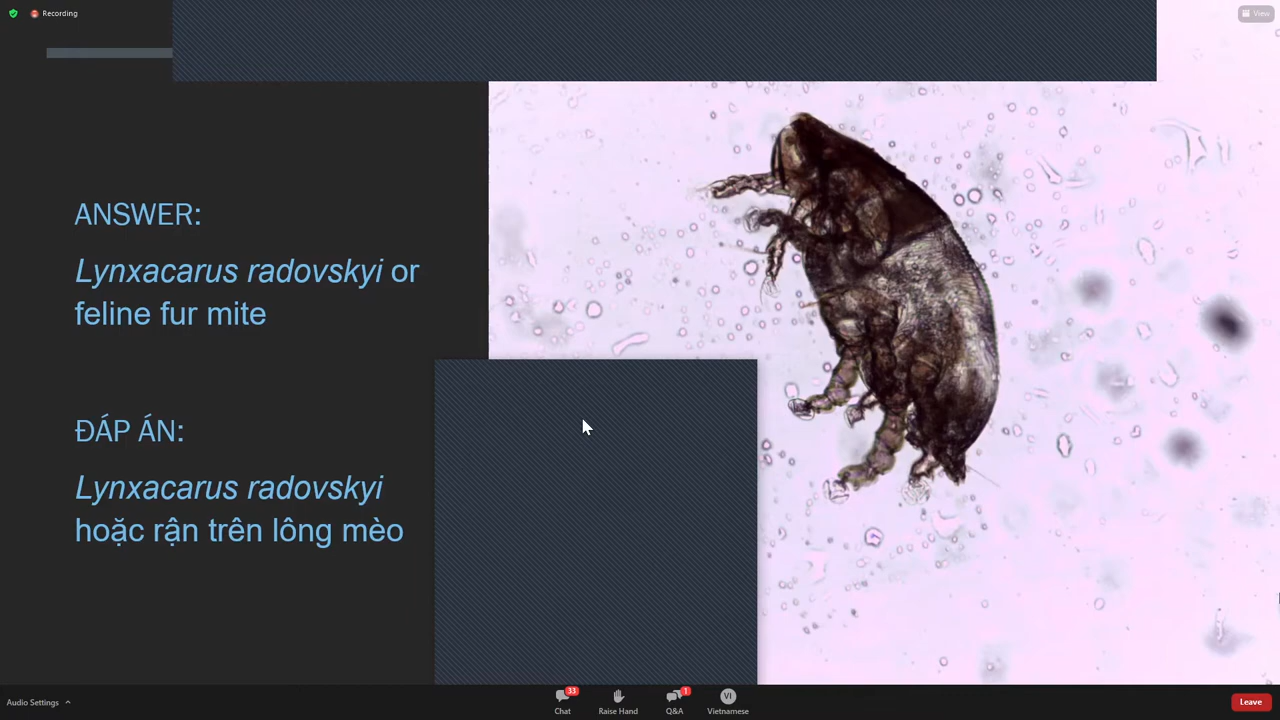 Recording
View
ANSWER:
Lynxacarus radovskyi or
feline fur mite
ĐÁP ÁN:
Lynxacarus radovskyi
hoặc rận trên lông mèo
Audio Settings
33
Chat
Raise Hand
1
Q&A
VI
Vietnamese
Leave